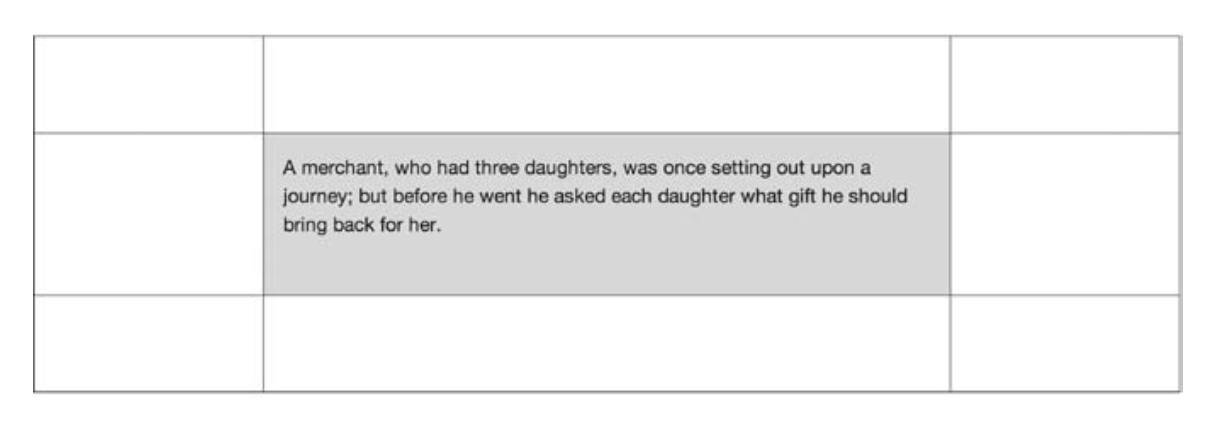 A merchant, who had three daughters, was once setting out upon a
journey; but before he went he asked each daughter what gift he should
bring back for her.